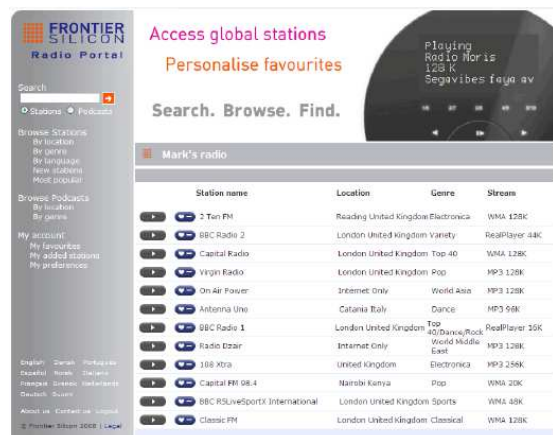 FRONTIER
SILICON
Radio Portal
Search
Stations Podcasts
Browse Stations
By location
By genre
By language
New stations
Most popular
Browse Podcasts
By location
By genre
My account
My favourites
My added stations
My preferences
English Dansk Português
Español Norsk Italiano
Français Svenska Nederlands
Deutsch Suomi
About us Contact us Logout
© Frontier Silicon 2008 | Legal
Access global stations
Personalise favourites
Search. Browse. Find.
Playing
Radio Moris
128 K
Segavibes faya av
Mark's radio
Station name Location Genre Stream
2 Ten FM Reading United Kingdom Electronica WMA 128K
BBC Radio 2 London United Kingdom Variety RealPlayer 44K
Capital Radio London United Kingdom Top 40 WMA 128K
Virgin Radio London United Kingdom Pop MP3 128K
On Air Power Internet Only World Asia MP3 128K
Antenna Uno Catania Italy Dance MP3 96K
BBC Radio 1 London United Kingdom Top 40/Dance/Rock RealPlayer 16K
Radio Dzair Internet Only World Middle East MP3 128K
108 Xtra United Kingdom Electronica MP3 256K
Capital FM 98.4 Nairobi Kenya Pop WMA 20K
BBC R5LiveSportX International London United Kingdom Sports WMA 48K
Classic FM London United Kingdom Classical WMA 128K